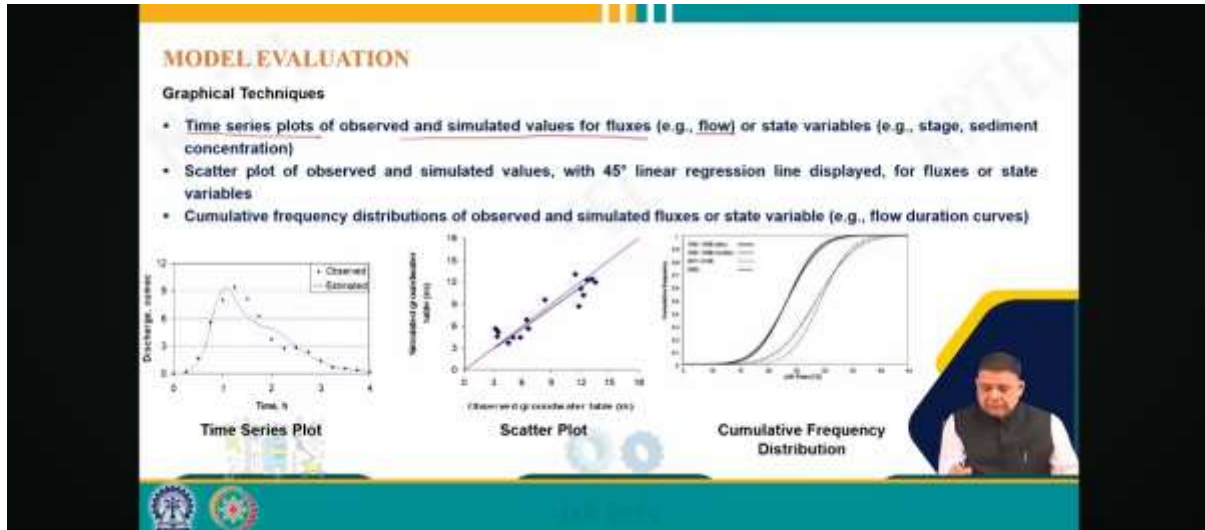 MODEL EVALUATION
Graphical Techniques
• Time series plots of observed and simulated values for fluxes (e.g., flow) or state variables (e.g., stage, sediment
concentration)
• Scatter plot of observed and simulated values, with 45° linear regression line displayed, for fluxes or state
variables
• Cumulative frequency distributions of observed and simulated fluxes or state variable (e.g., flow duration curves)
12
9
6
3
0
Discharge, cumec
Observed
Estimated
0 1 2 3 4
Time, h
Time Series Plot
18
15
12
9
6
3
0
Simulated groundwater
table (m)
0 3 6 9 12 15 18
Observed groundwater table (m)
Scatter Plot
Cumulative Frequency
Cumulative Frequency
Distribution
NPTEL